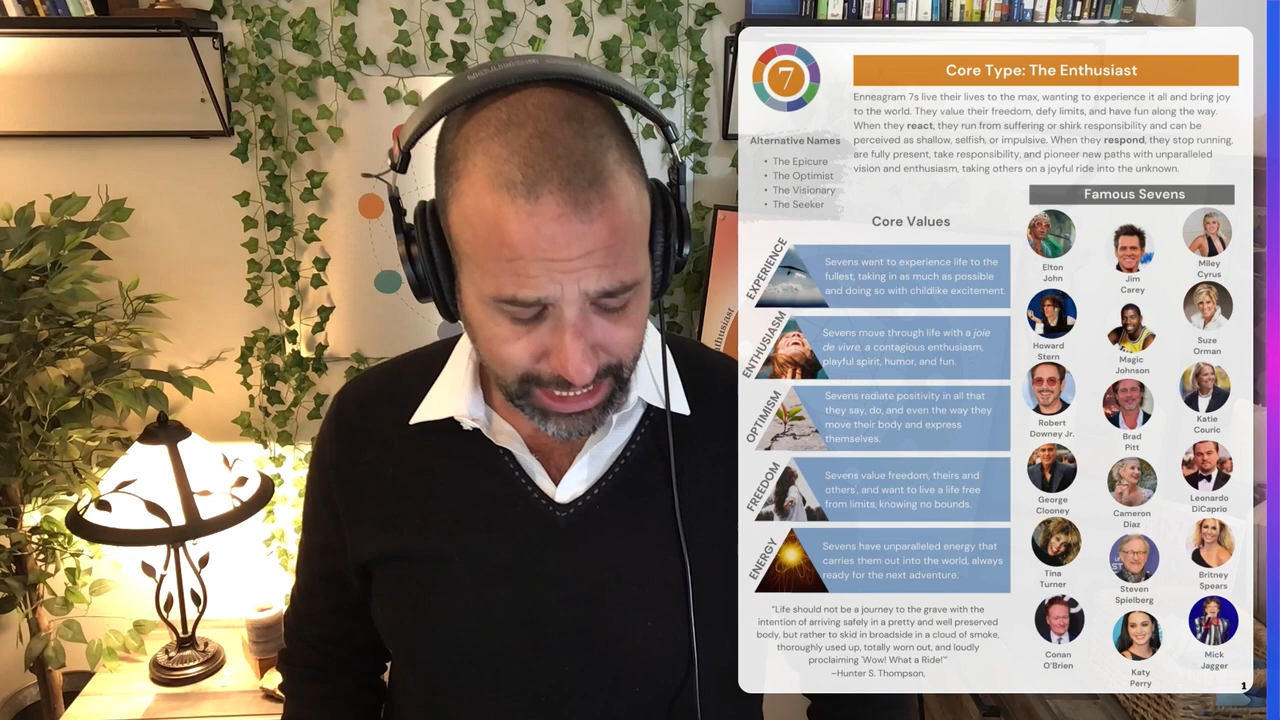 7
Core Type: The Enthusiast
Enneagram 7s live their lives to the max, wanting to experience it all and bring joy
to the world. They value their freedom, defy limits, and have fun along the way.
When they react, they run from suffering or shirk responsibility and can be
perceived as shallow, selfish, or impulsive. When they respond, they stop running,
are fully present, take responsibility, and pioneer new paths with unparalleled
vision and enthusiasm, taking others on a joyful ride into the unknown.
Alternative Names
• The Epicure
• The Optimist
• The Visionary
• The Seeker
Core Values
EXPERIENCE
Sevens want to experience life to the
fullest, taking in as much as possible
and doing so with childlike excitement.
ENTHUSIASM
Sevens move through life with a joie
de vivre, a contagious enthusiasm,
playful spirit, humor, and fun.
OPTIMISM
Sevens radiate positivity in all that
they say, do, and even the way they
move their body and express
themselves.
FREEDOM
Sevens value freedom, theirs and
others', and want to live a life free
from limits, knowing no bounds.
ENERGY
Sevens have unparalleled energy that
carries them out into the world, always
ready for the next adventure.
"Life should not be a journey to the grave with the
intention of arriving safely in a pretty and well preserved
body, but rather to skid in broadside in a cloud of smoke,
thoroughly used up, totally worn out, and loudly
proclaiming 'Wow! What a Ride!'"
–Hunter S. Thompson,
Famous Sevens
Elton
John
Jim
Carey
Miley
Cyrus
Howard
Stern
Magic
Johnson
Suze
Orman
Robert
Downey Jr.
Brad
Pitt
Katie
Couric
George
Clooney
Cameron
Diaz
Leonardo
DiCaprio
Tina
Turner
Steven
Spielberg
Britney
Spears
Conan
O'Brien
Katy
Perry
Mick
Jagger
1